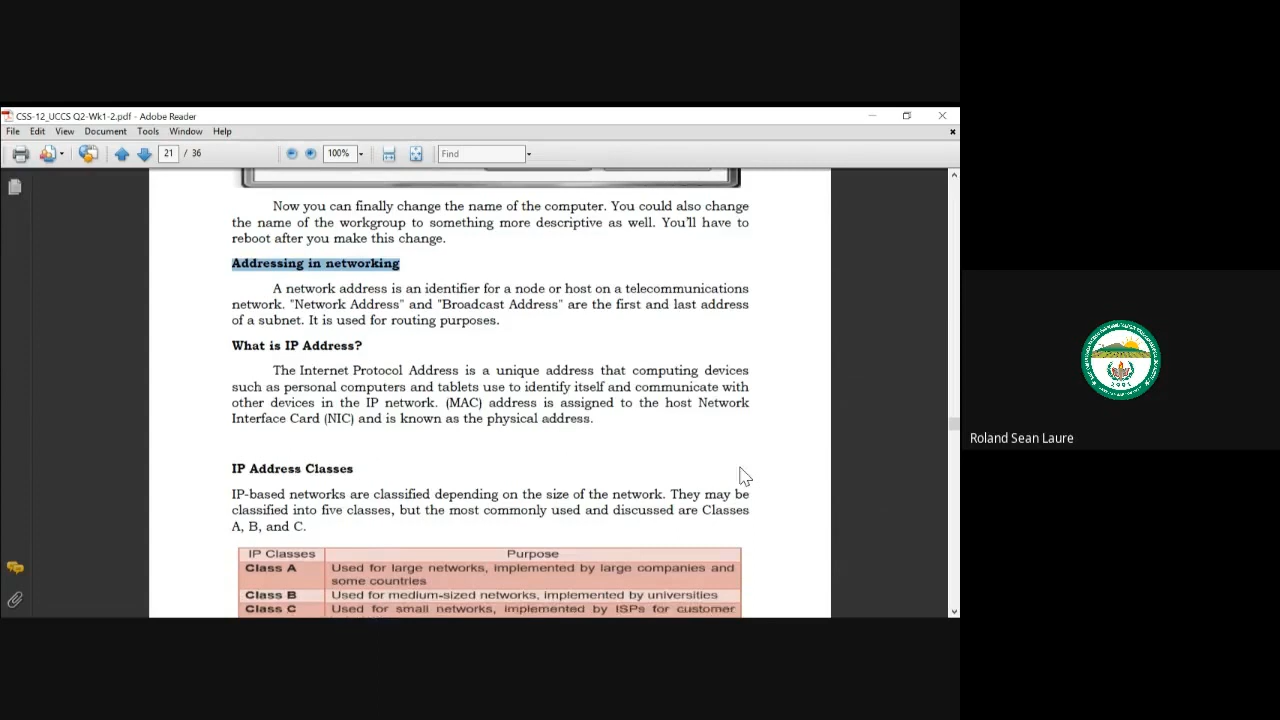 CSS-12_UCCS Q2-Wk1-2.pdf - Adobe Reader
File Edit View Document Tools Window Help
21 / 36 100% Find
Now you can finally change the name of the computer. You could also change
the name of the workgroup to something more descriptive as well. You'll have to
reboot after you make this change.
Addressing in networking
A network address is an identifier for a node or host on a telecommunications
network. "Network Address" and "Broadcast Address" are the first and last address
of a subnet. It is used for routing purposes.
What is IP Address?
The Internet Protocol Address is a unique address that computing devices
such as personal computers and tablets use to identify itself and communicate with
other devices in the IP network. (MAC) address is assigned to the host Network
Interface Card (NIC) and is known as the physical address.
IP Address Classes
IP-based networks are classified depending on the size of the network. They may be
classified into five classes, but the most commonly used and discussed are Classes
A, B, and C.
IP Classes Purpose
Class A Used for large networks, implemented by large companies and
some countries
Class B Used for medium-sized networks, implemented by universities
Class C Used for small networks, implemented by ISPs for customer
2001
Roland Sean Laure